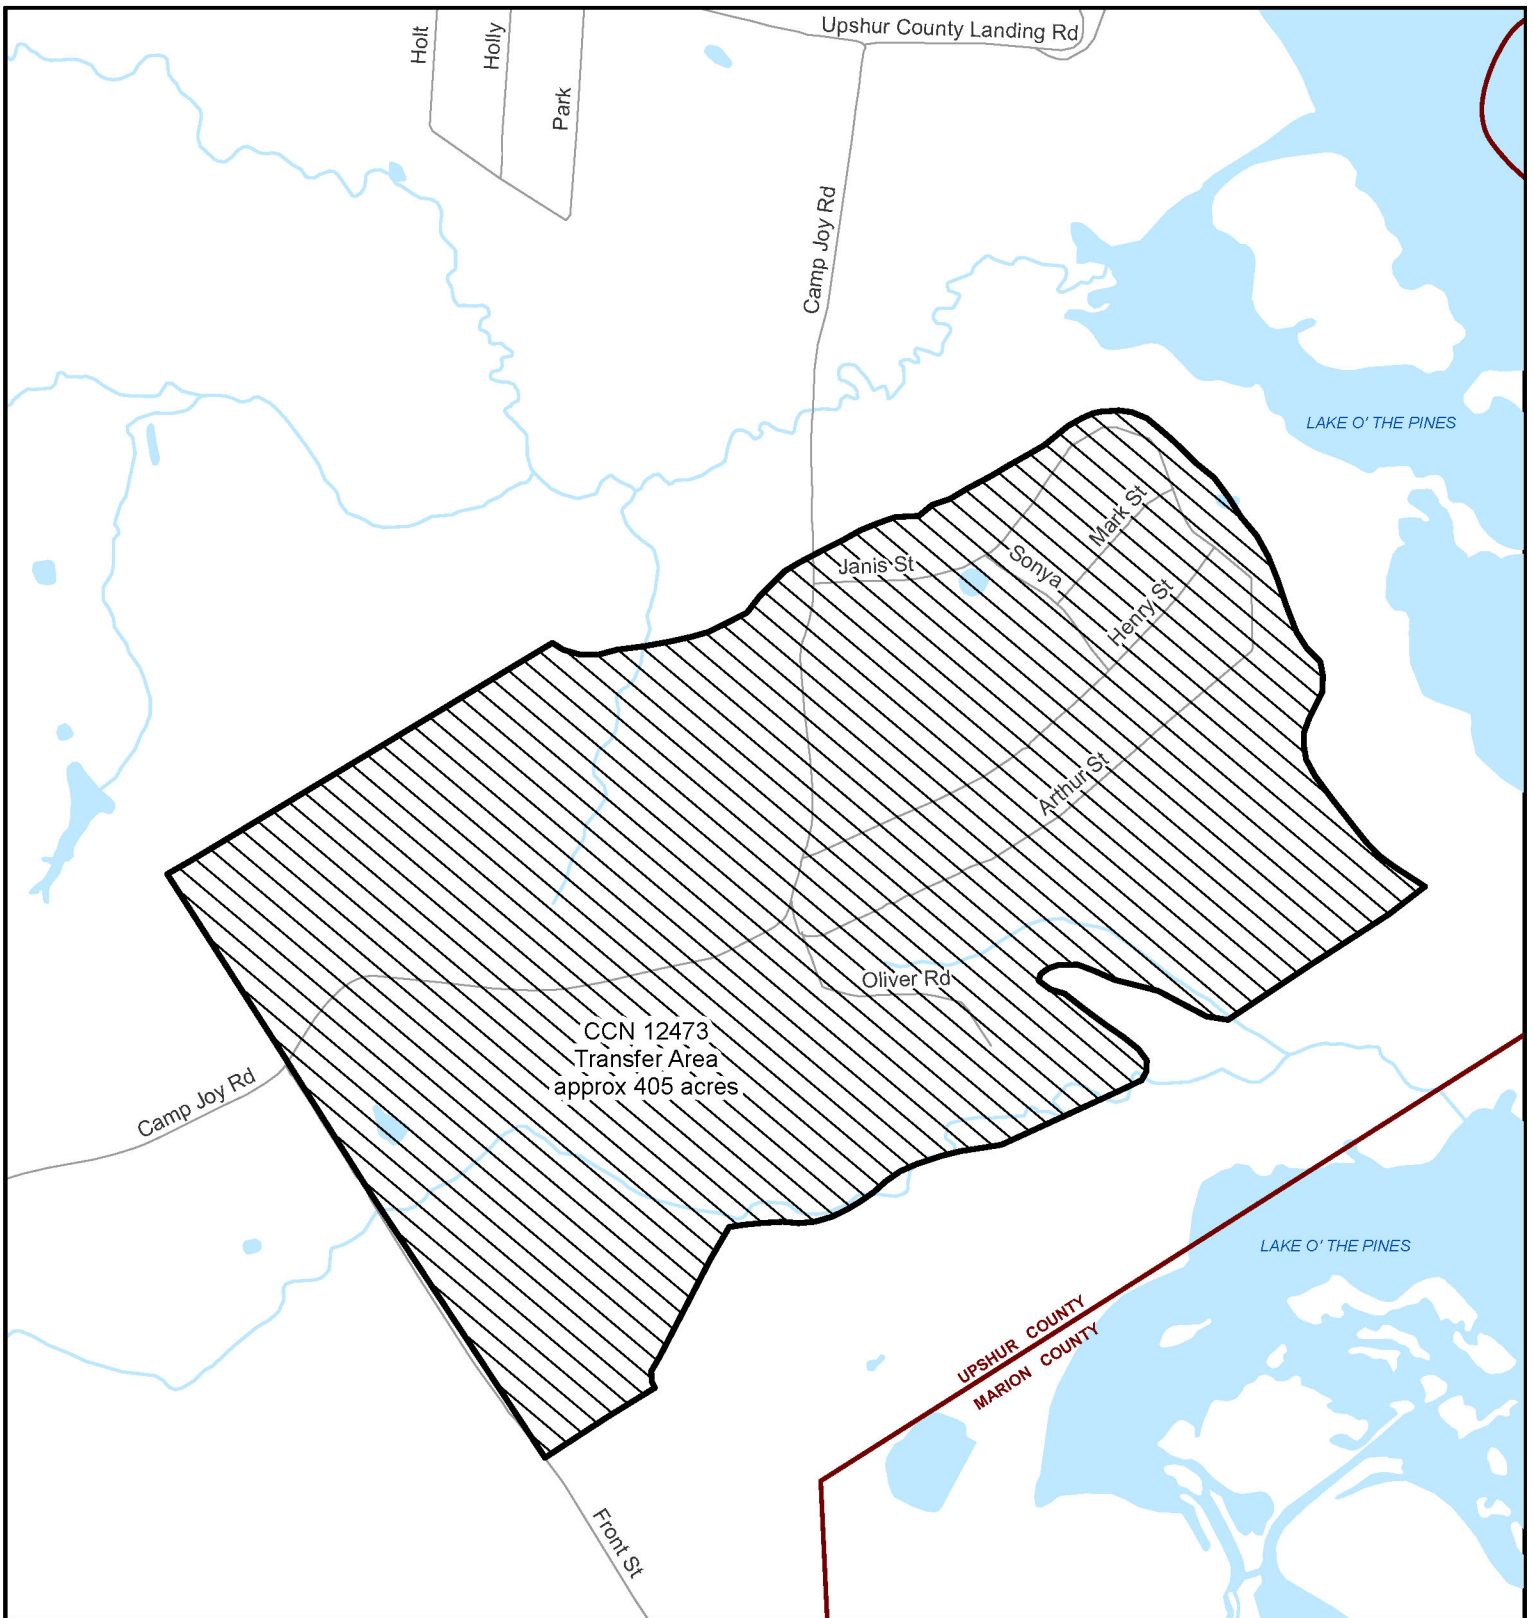 Upshur County Landing Rd
Holt
Holly
Park
Camp Joy Rd
LAKE O' THE PINES
Mark St
Janis St
Sonya
Henry St
Arthur St
Oliver Rd
CCN 12473
Transfer Area
approx 405 acres
Camp Joy Rd
LAKE O' THE PINES
UPSHUR COUNTY
MARION COUNTY
Front St